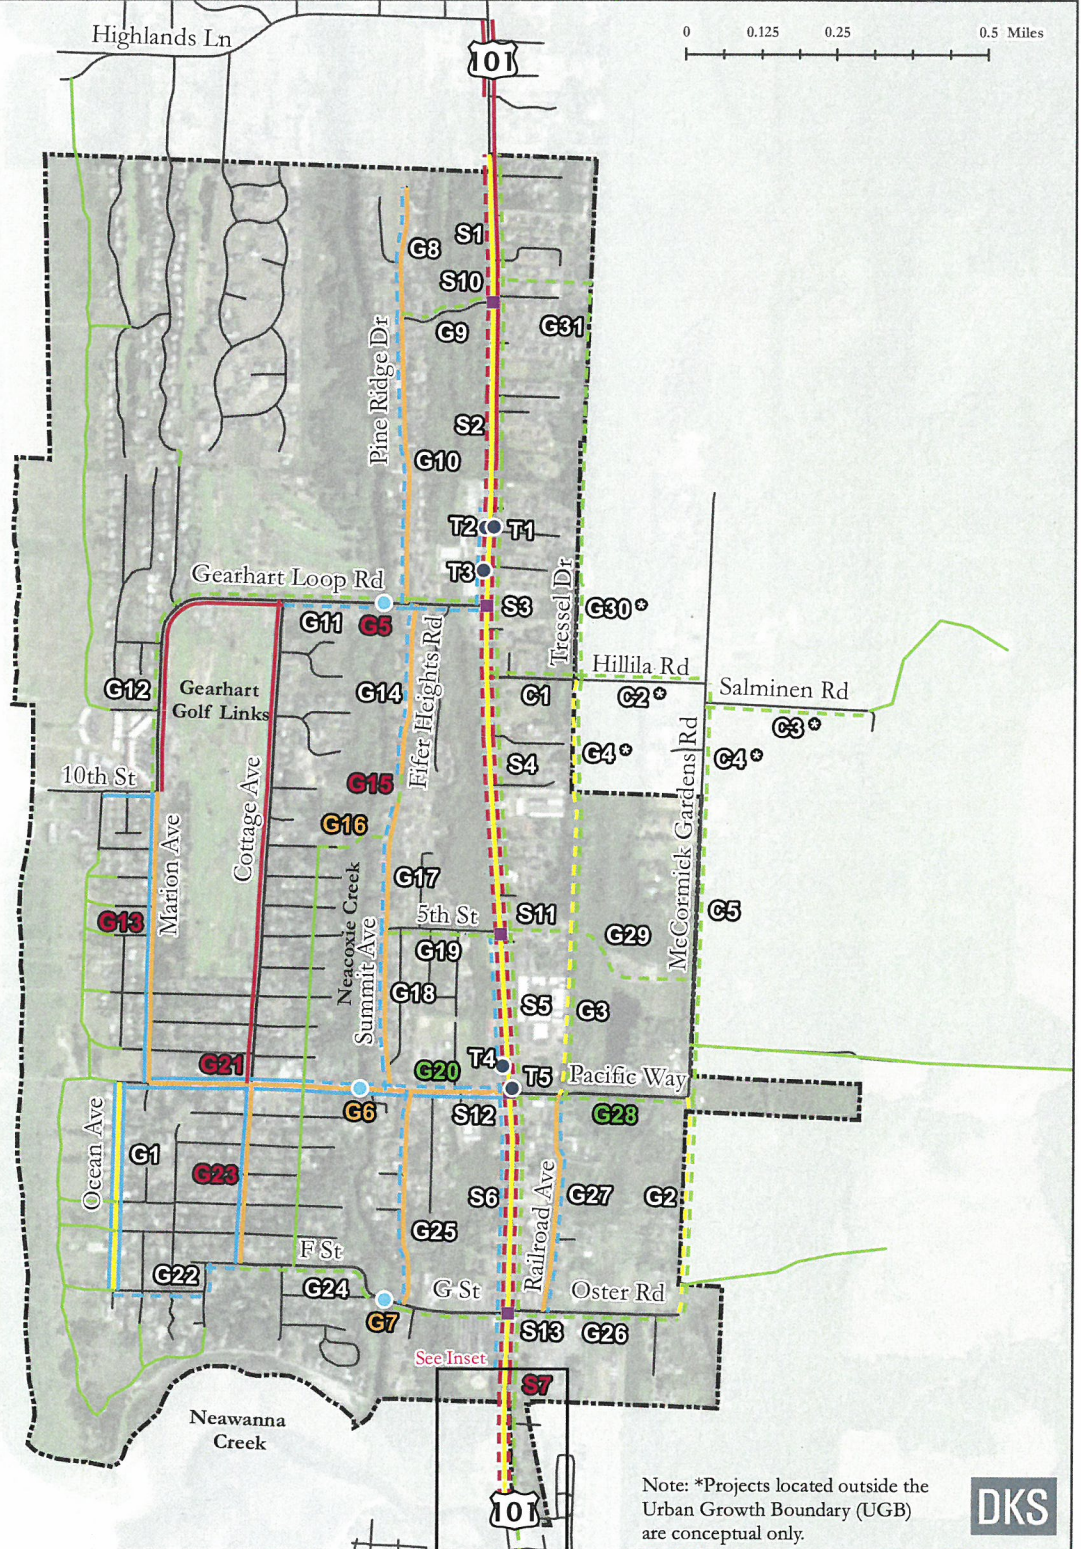 Highlands Ln
101
0 0.125 0.25 0.5 Miles
S1
G8
S10
G31
G9
Pine Ridge Dr
S2
G10
T2 T1
T3
Gearhart Loop Rd
Tressel Dr
S3
G30 *
G11 G5
Fifer Heights Rd
Hillila Rd
G12
Gearhart
Golf Links
G14
C1
C2 *
Salminen Rd
C3 *
10th St
G15
S4
G4 *
McCormick Gardens Rd
C4 *
Marion Ave
Cottage Ave
G16
Neacoxie Creek
Summit Ave
G17
G13
5th St
S11
C5
G19
G29
G18
S5
G3
G21
G20
T4
T5
Pacific Way
G6
S12
G28
Ocean Ave
G1
G23
S6
Railroad Ave
G27
G2
G25
F St
G22
G24
G St
Oster Rd
G7
S13 G26
See Inset
S7
Neawanna
Creek
101
Note: *Projects located outside the
Urban Growth Boundary (UGB)
are conceptual only.
DKS